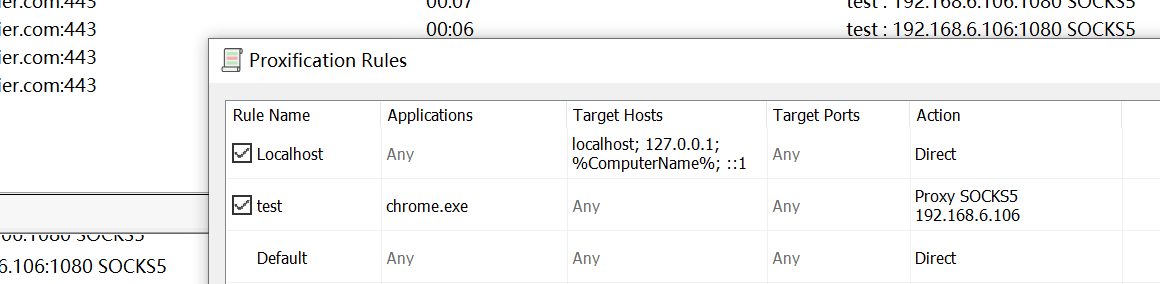 ier.com:443
00:07
test : 192.168.6.106:1080 SOCKS5
ier.com:443
00:06
test : 192.168.6.106:1080 SOCKS5
ier.com:443
Proxification Rules
ier.com:443
Rule Name Applications Target Hosts Target Ports Action
Localhost Any localhost; 127.0.0.1; %ComputerName%; ::1 Any Direct
test chrome.exe Any Any Proxy SOCKS5 192.168.6.106
06:1080 SOCKS5
Default Any Any Any Direct
6.106:1080 SOCKS5